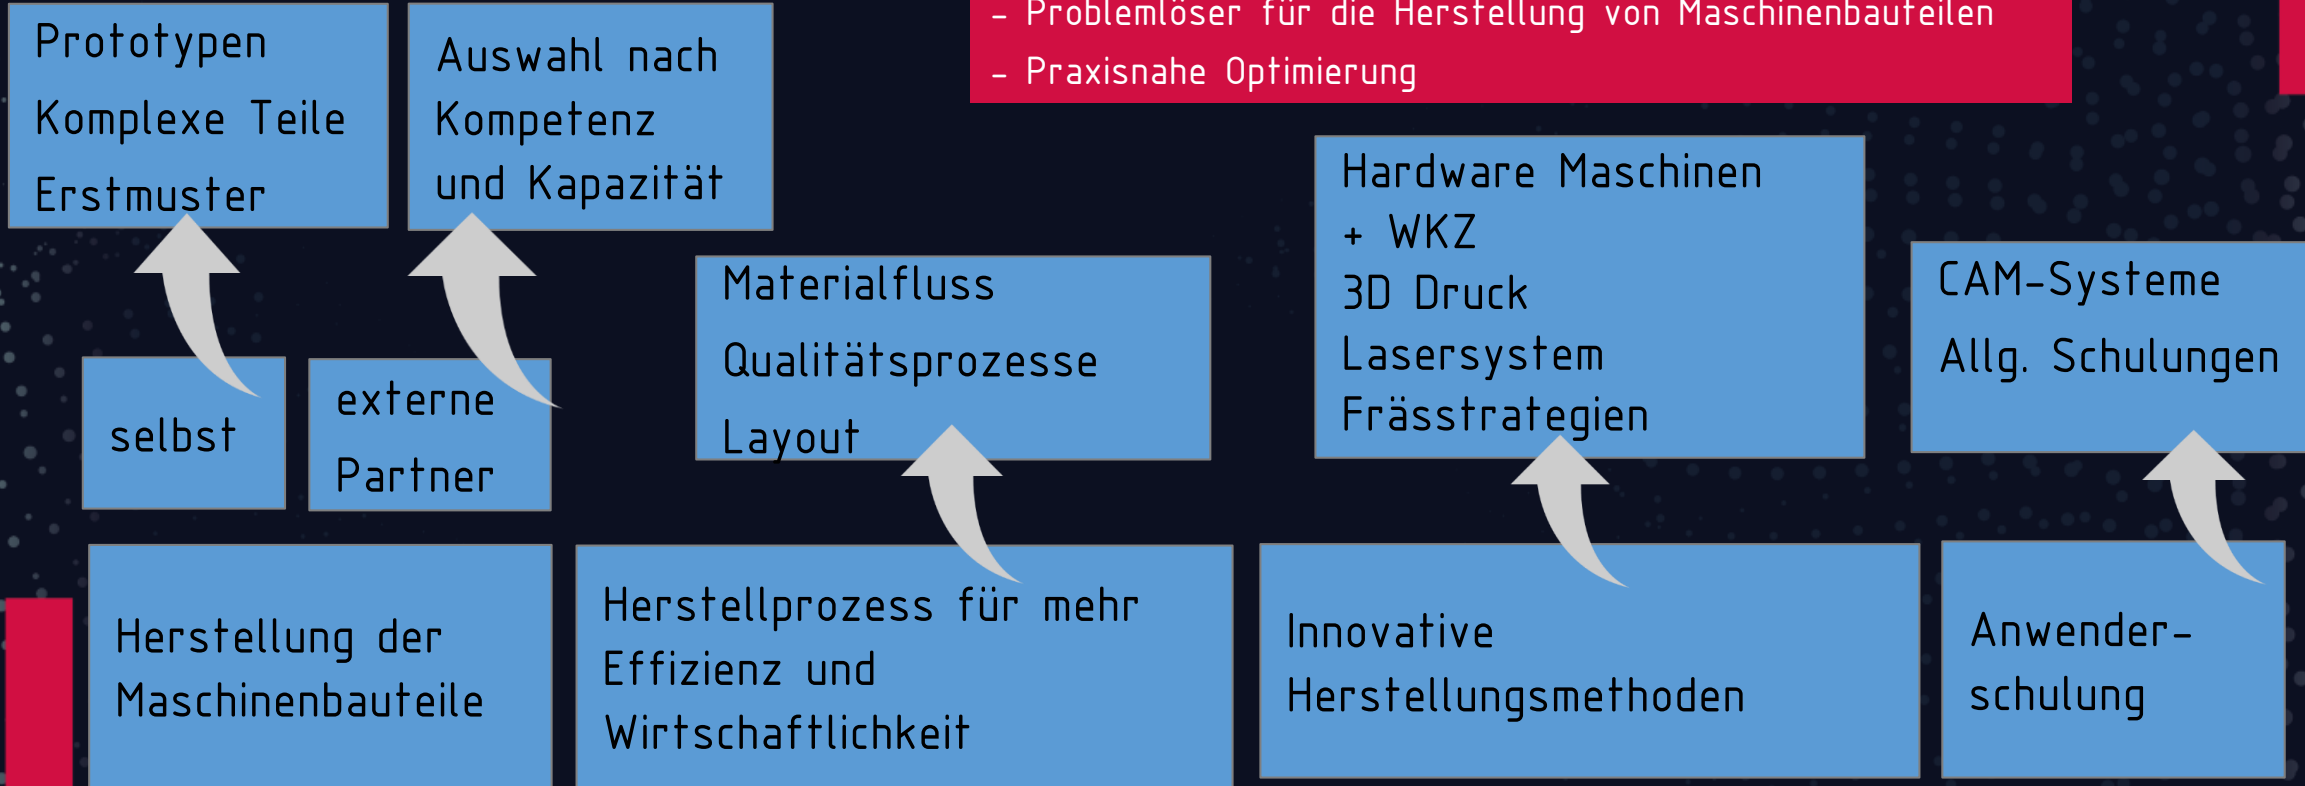 - Problemlöser für die Herstellung von Maschinenbauteilen
- Praxisnahe Optimierung
Prototypen
Komplexe Teile
Erstmuster
Auswahl nach
Kompetenz
und Kapazität
selbst
externe
Partner
Materialfluss
Qualitätsprozesse
Layout
Hardware Maschinen
+ WKZ
3D Druck
Lasersystem
Frässtrategien
CAM-Systeme
Allg. Schulungen
Herstellung der
Maschinenbauteile
Herstellprozess für mehr
Effizienz und
Wirtschaftlichkeit
Innovative
Herstellungsmethoden
Anwender-
schulung